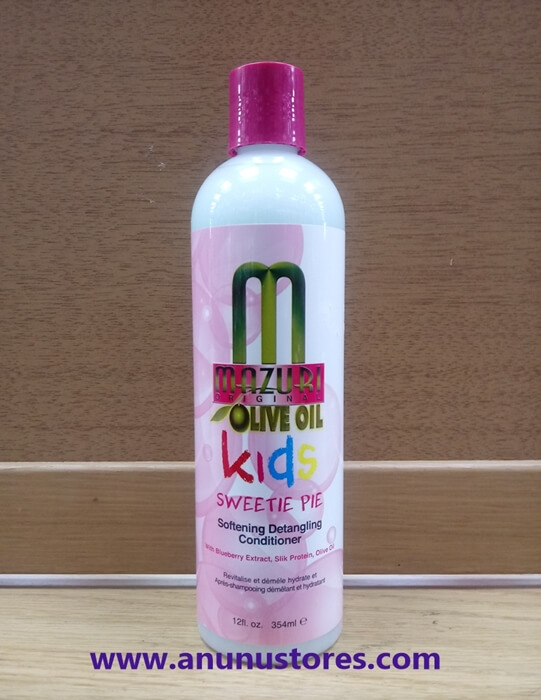 m
MAZURI
ORIGINAL
OLIVE OIL
kids
SWEETIE PIE
Softening Detangling
Conditioner
With Blueberry Extract, Slik Protein, Olive Oil
Revitalise et démêle hydrate et
Après-shampooing démêlant et hydratant
12fl. oz. 354ml ℮
www.anunustores.com